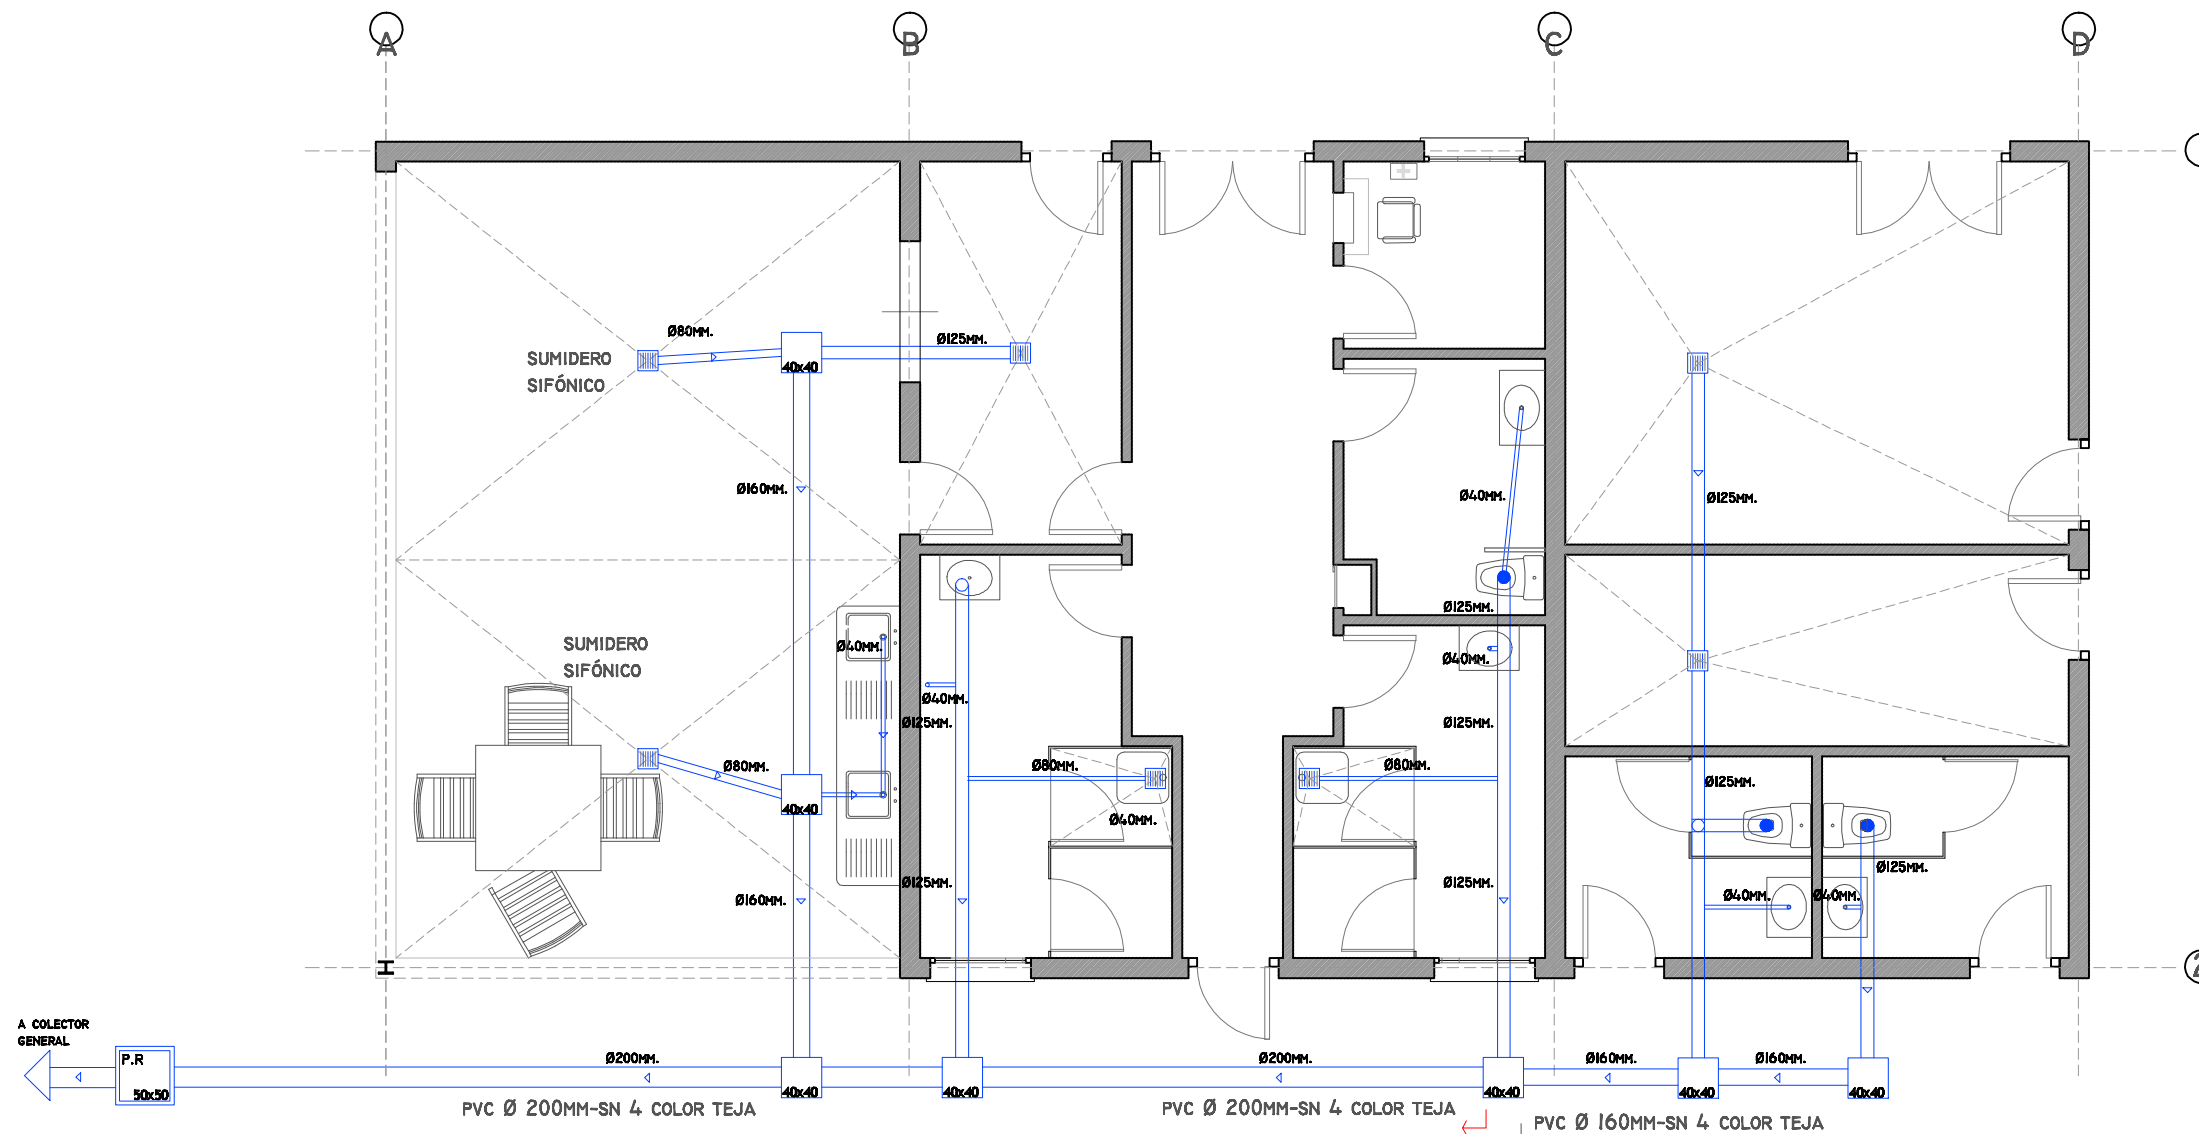 A
B
C
D
Ø80MM.
Ø125MM.
SUMIDERO
SIFÓNICO
40x40
Ø160MM.
Ø40MM.
Ø125MM.
Ø125MM.
SUMIDERO
SIFÓNICO
Ø40MM.
Ø40MM.
Ø40MM.
Ø125MM.
Ø125MM.
Ø80MM.
Ø80MM.
Ø80MM.
Ø125MM.
40x40
Ø40MM.
Ø125MM.
Ø125MM.
Ø125MM.
Ø160MM.
Ø40MM.
Ø40MM.
2
A COLECTOR
GENERAL
P.R
50x50
Ø200MM.
Ø200MM.
Ø160MM.
Ø160MM.
40x40
40x40
40x40
40x40
40x40
PVC Ø 200MM-SN 4 COLOR TEJA
PVC Ø 200MM-SN 4 COLOR TEJA
PVC Ø 160MM-SN 4 COLOR TEJA